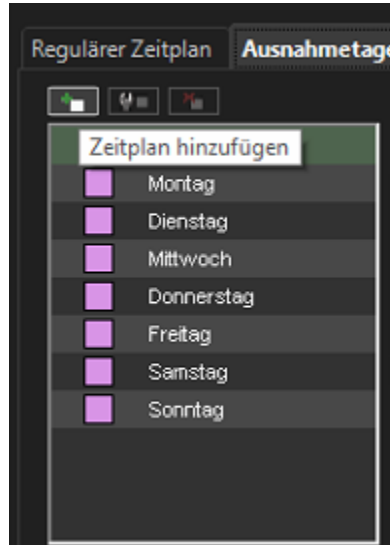 Regulärer Zeitplan Ausnahmetage
Zeitplan hinzufügen
Montag
Dienstag
Mittwoch
Donnerstag
Freitag
Samstag
Sonntag